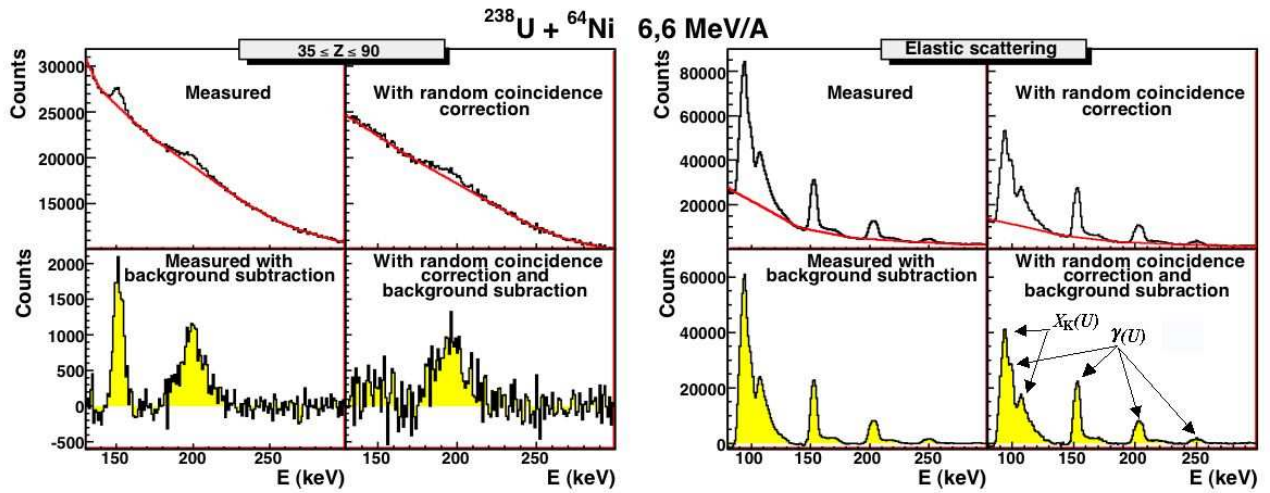 ²³⁸U + ⁶⁴Ni 6,6 MeV/A
35 ≤ Z ≤ 90
Elastic scattering
Counts
30000
25000
20000
15000
Measured
With random coincidence
correction
Counts
80000
60000
40000
20000
Measured
With random coincidence
correction
Counts
2000
1500
1000
500
0
-500
Measured with
background subtraction
With random coincidence
correction and
background subraction
150 200 250
E (keV)
150 200 250
E (keV)
Counts
60000
40000
20000
0
Measured with
background subtraction
With random coincidence
correction and
background subraction
X_K(U)
γ(U)
100 150 200 250
E (keV)
100 150 200 250
E (keV)